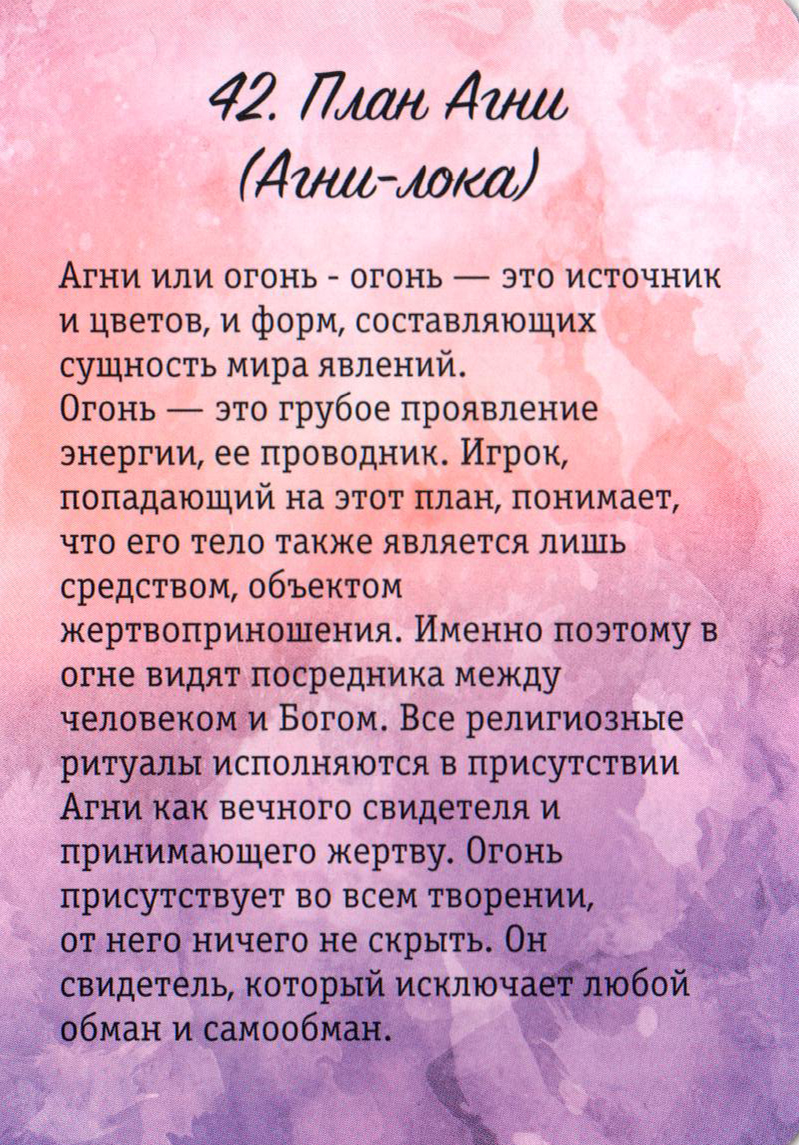 42. План Агни
(Агни-лока)
Агни или огонь - огонь — это источник
и цветов, и форм, составляющих
сущность мира явлений.
Огонь — это грубое проявление
энергии, ее проводник. Игрок,
попадающий на этот план, понимает,
что его тело также является лишь
средством, объектом
жертвоприношения. Именно поэтому в
огне видят посредника между
человеком и Богом. Все религиозные
ритуалы исполняются в присутствии
Агни как вечного свидетеля и
принимающего жертву. Огонь
присутствует во всем творении,
от него ничего не скрыть. Он
свидетель, который исключает любой
обман и самообман.